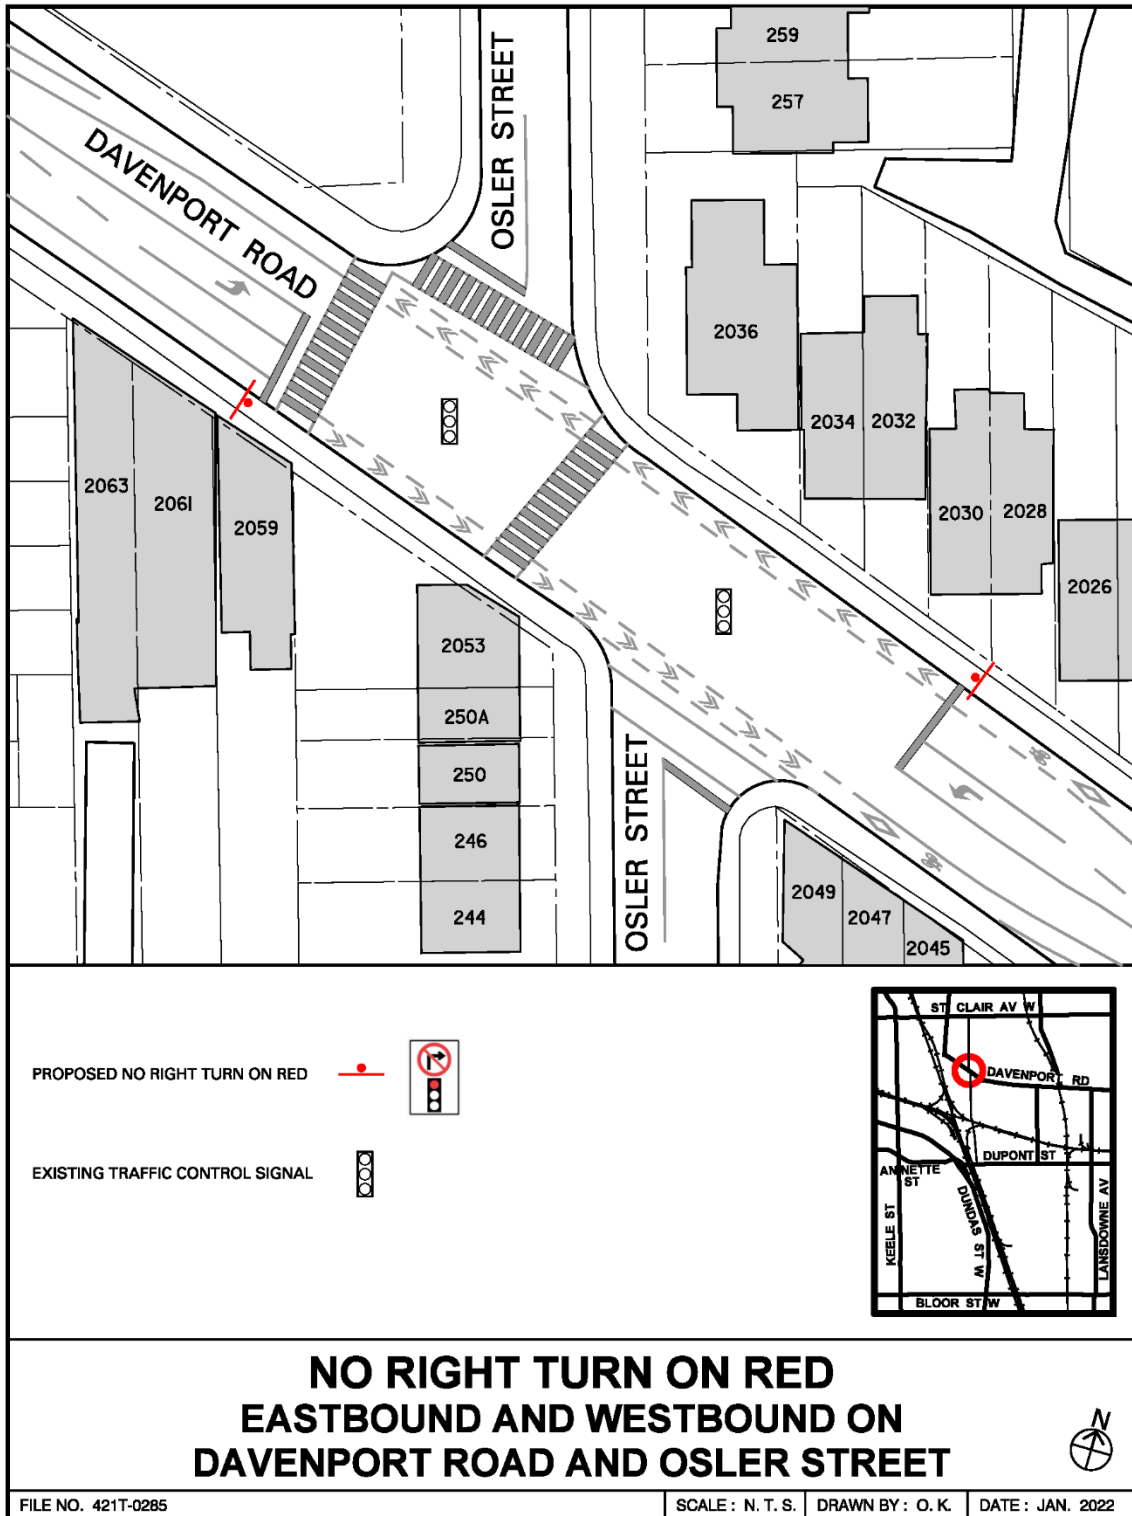 OSLER STREET
DAVENPORT ROAD
259
257
2036
2034
2032
2030
2028
2026
2063
2061
2059
2053
250A
250
246
244
OSLER STREET
2049
2047
2045
PROPOSED NO RIGHT TURN ON RED
EXISTING TRAFFIC CONTROL SIGNAL
ST CLAIR AV W
DAVENPORT RD
DUPONT ST
ANNETTE
ST
KEELE ST
DUNDAS ST W
LANSDOWNE AV
BLOOR ST W
NO RIGHT TURN ON RED
EASTBOUND AND WESTBOUND ON
DAVENPORT ROAD AND OSLER STREET
N
FILE NO. 421T-0285
SCALE : N. T. S.
DRAWN BY : O. K.
DATE : JAN. 2022